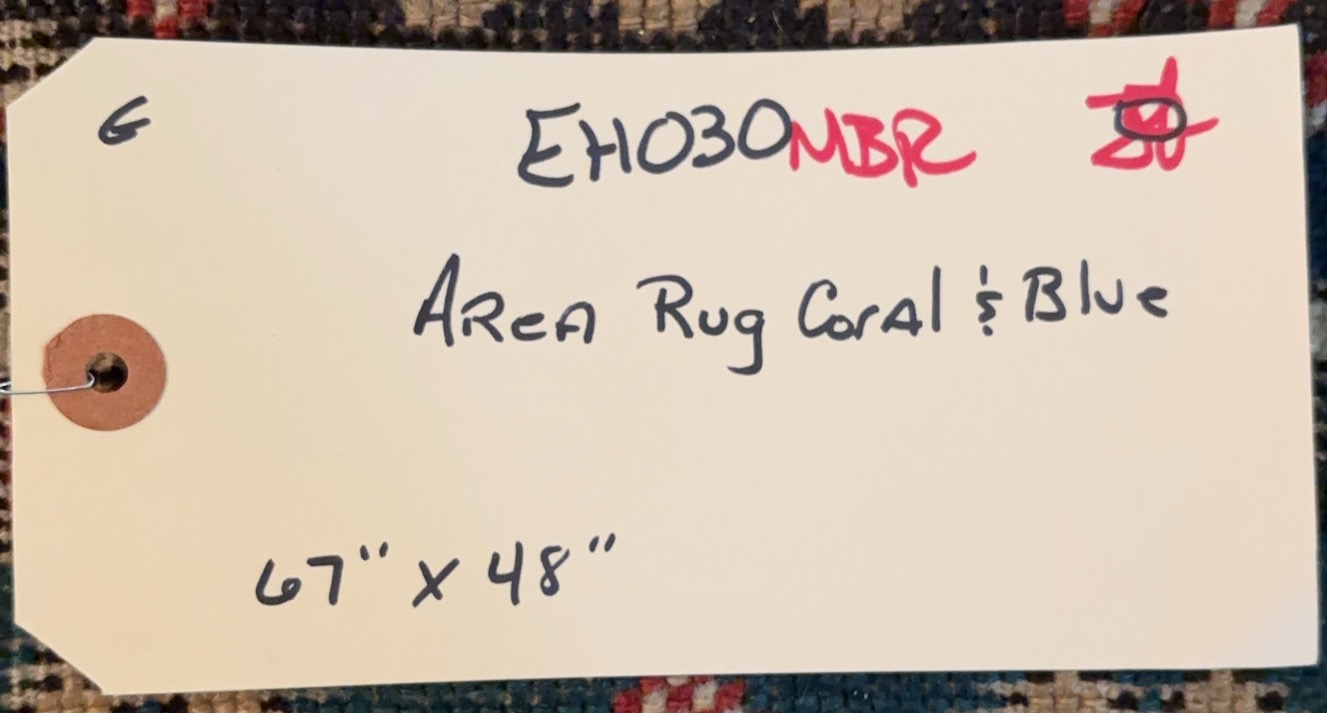 G EH030MBR
Area Rug Coral & Blue
67" x 48"